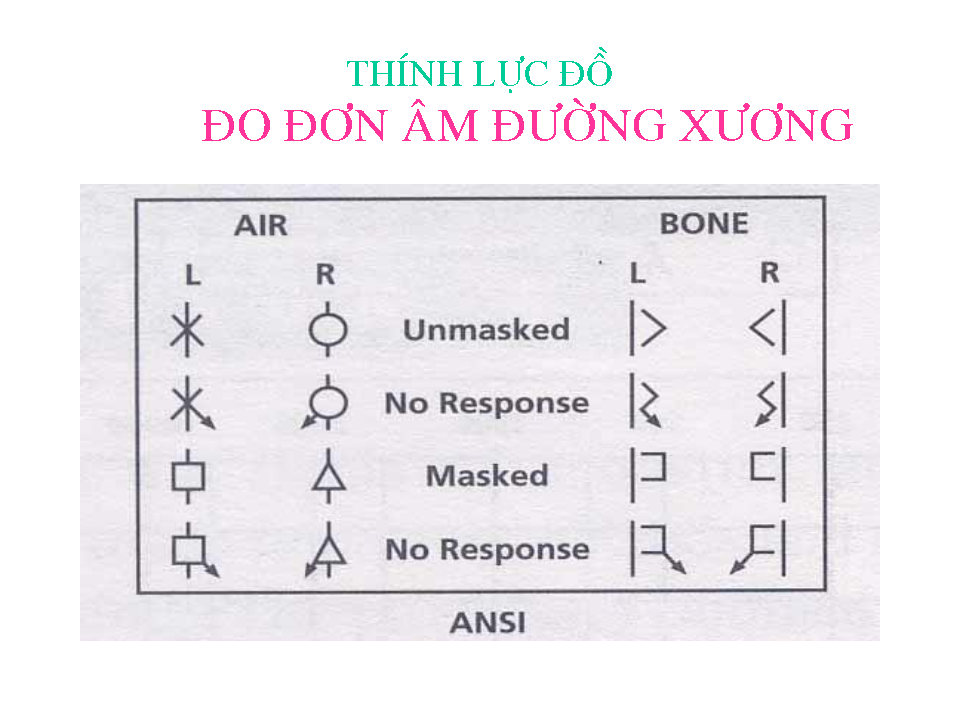 THÍNH LỰC ĐỒ
ĐO ĐƠN ÂM ĐƯỜNG XƯƠNG
AIR BONE
L R L R
Unmasked
No Response
Masked
No Response
ANSI